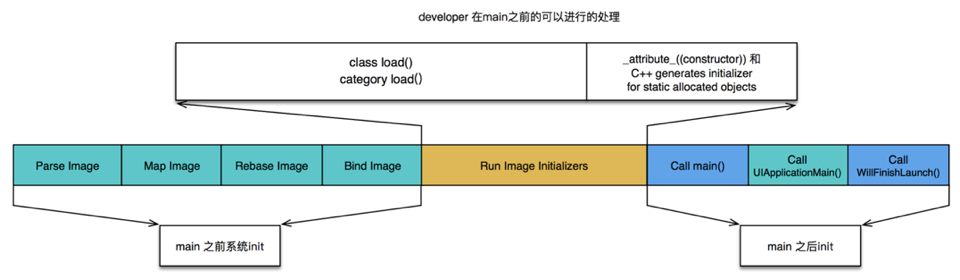 developer 在main之前的可以进行的处理
class load()
category load()
_attribute_((constructor)) 和
C++ generates initializer
for static allocated objects
Parse Image
Map Image
Rebase Image
Bind Image
Run Image Initializers
Call main()
Call
UIApplicationMain()
Call
WillFinishLaunch()
main 之前系统init
main 之后init